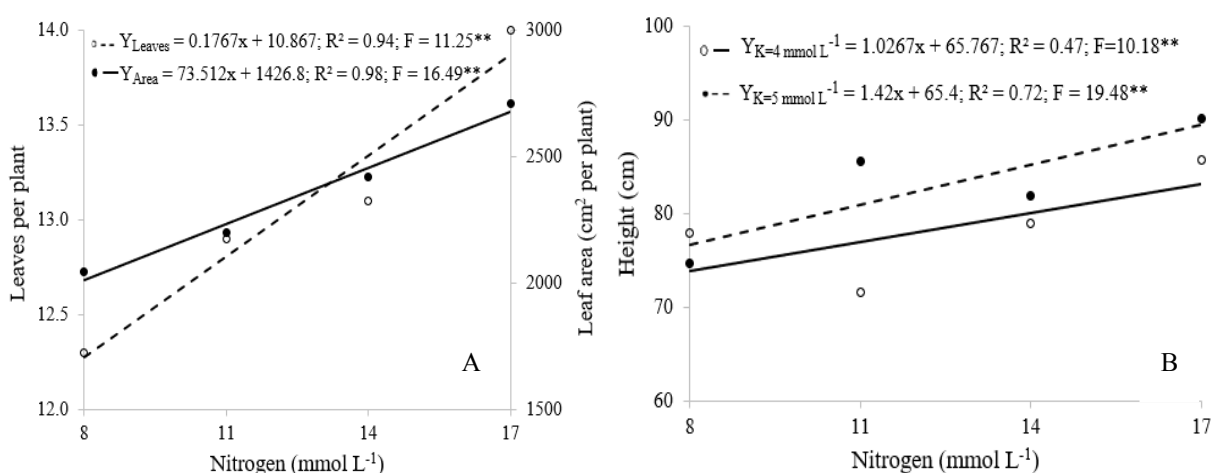 14.0
13.5
13.0
12.5
12.0
Leaves per plant
Y_Leaves = 0.1767x + 10.867; R² = 0.94; F = 11.25**
Y_Area = 73.512x + 1426.8; R² = 0.98; F = 16.49**
A
3000
2500
2000
1500
Leaf area (cm² per plant)
8 11 14 17
Nitrogen (mmol L⁻¹)
100
90
80
70
60
Height (cm)
Y_K=4 mmol L⁻¹ = 1.0267x + 65.767; R² = 0.47; F=10.18**
Y_K=5 mmol L⁻¹ = 1.42x + 65.4; R² = 0.72; F = 19.48**
B
8 11 14 17
Nitrogen (mmol L⁻¹)